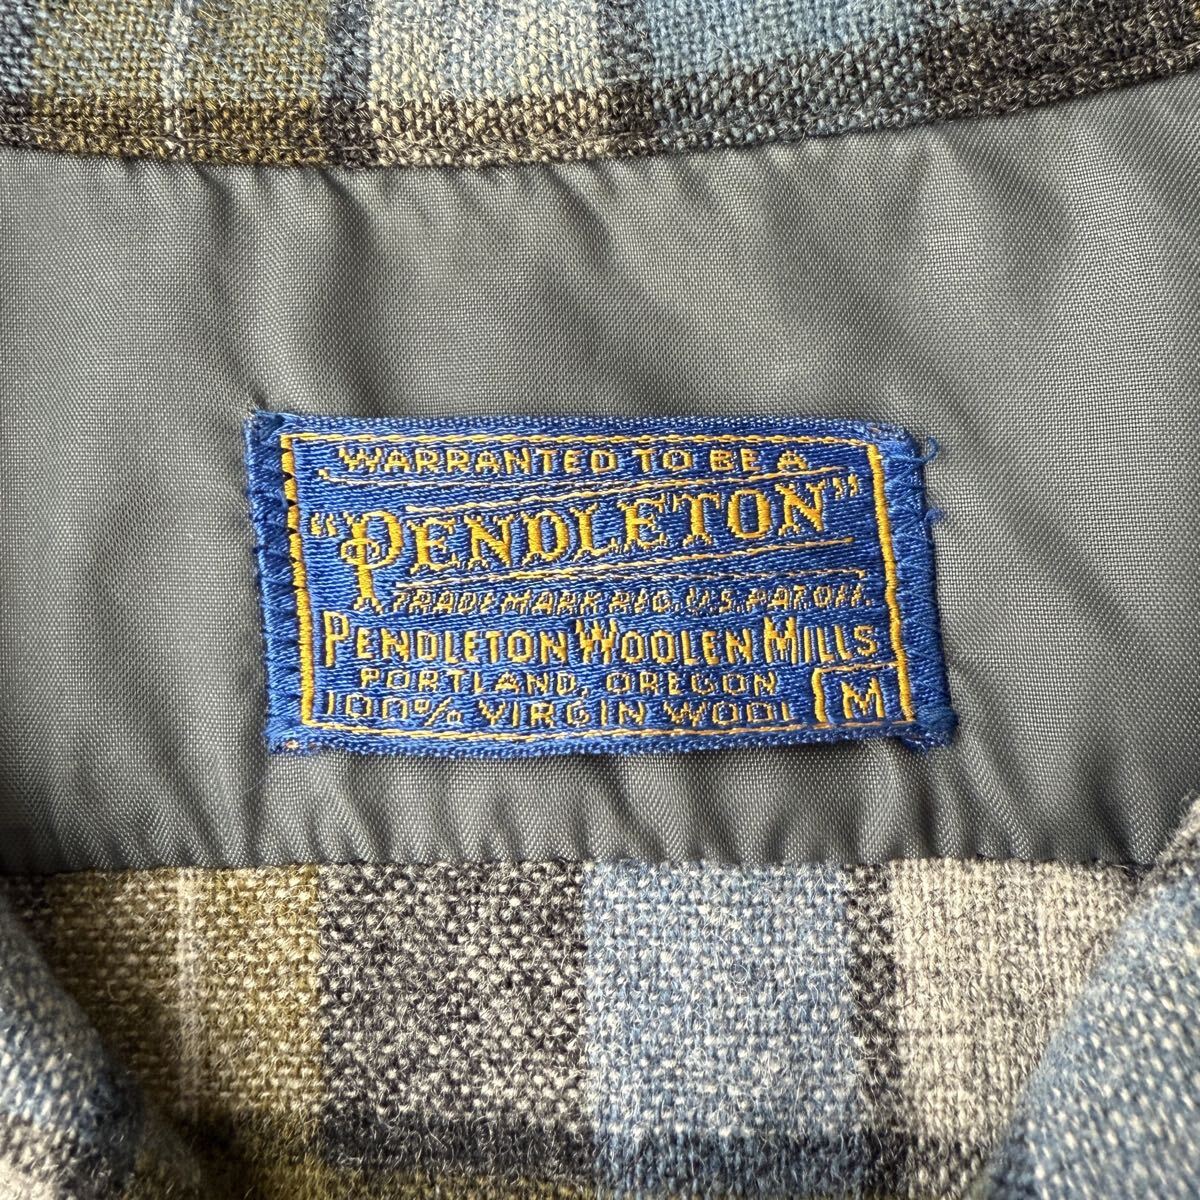 WARRANTED TO BE A
"PENDLETON"
TRADE MARK REG. U.S. PAT. OFF.
PENDLETON WOOLEN MILLS
PORTLAND, OREGON
100% VIRGIN WOOL
M